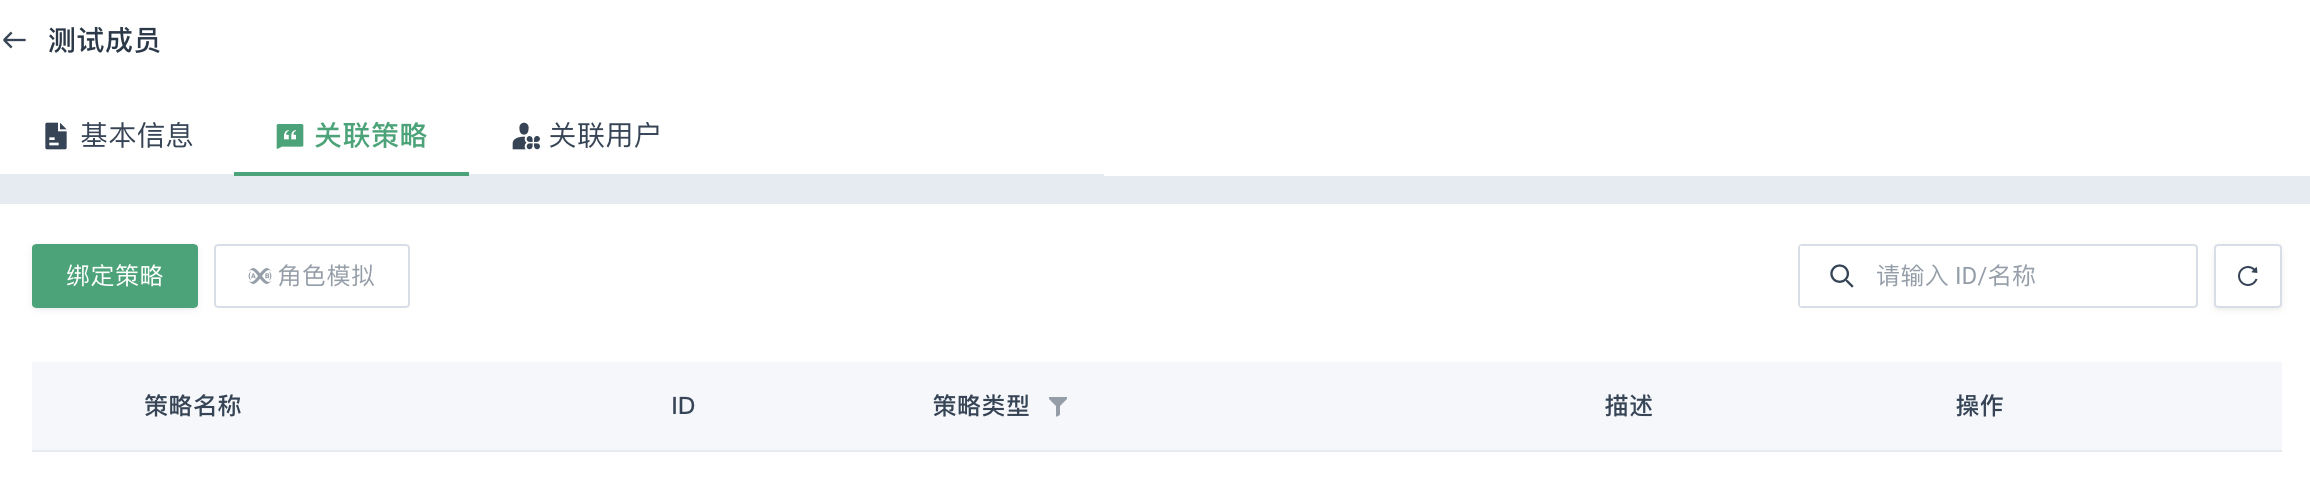 测试成员
基本信息 关联策略 关联用户
绑定策略 角色模拟 请输入 ID/名称
策略名称 ID 策略类型 描述 操作